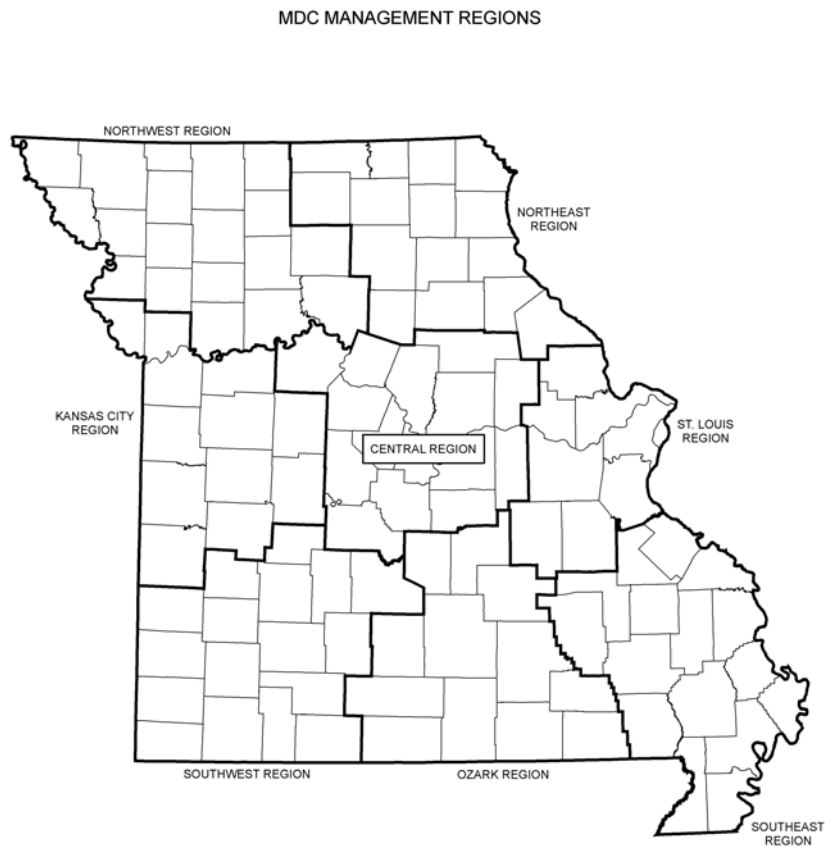 MDC MANAGEMENT REGIONS
NORTHWEST REGION
NORTHEAST
REGION
KANSAS CITY
REGION
CENTRAL REGION
ST. LOUIS
REGION
SOUTHWEST REGION
OZARK REGION
SOUTHEAST
REGION